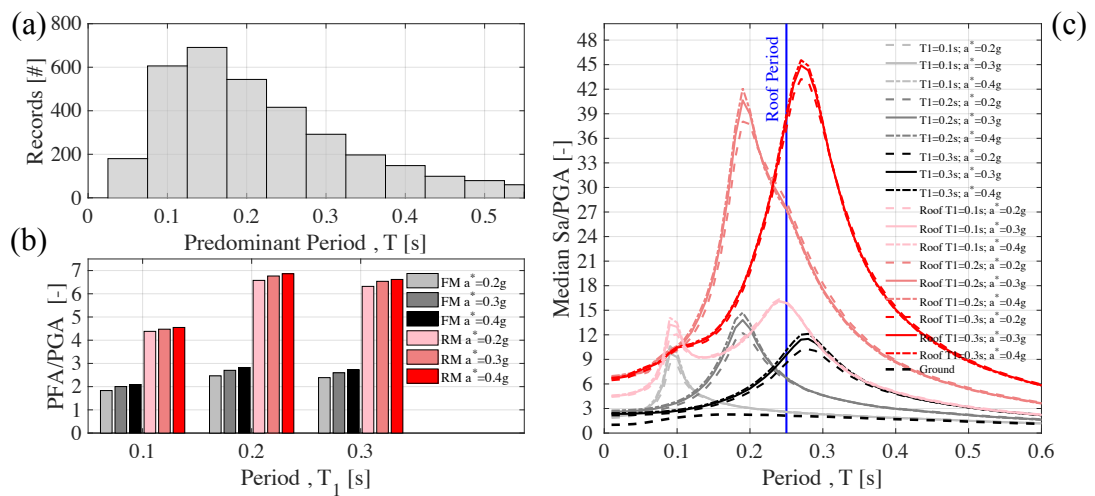 (a)
800
600
400
200
0
Records [#]
0
0.1
0.2
0.3
0.4
0.5
Predominant Period , T [s]
(b)
7
6
5
4
3
2
1
0
PFA/PGA [-]
FM a*=0.2g
FM a*=0.3g
FM a*=0.4g
RM a*=0.2g
RM a*=0.3g
RM a*=0.4g
0.1
0.2
0.3
Period , T1 [s]
(c)
48
45
42
39
36
33
30
27
24
21
18
15
12
9
6
3
0
Median Sa/PGA [-]
Roof Period
T1=0.1s; a*=0.2g
T1=0.1s; a*=0.3g
T1=0.1s; a*=0.4g
T1=0.2s; a*=0.2g
T1=0.2s; a*=0.3g
T1=0.2s; a*=0.4g
T1=0.3s; a*=0.2g
T1=0.3s; a*=0.3g
T1=0.3s; a*=0.4g
Roof T1=0.1s; a*=0.2g
Roof T1=0.1s; a*=0.3g
Roof T1=0.1s; a*=0.4g
Roof T1=0.2s; a*=0.2g
Roof T1=0.2s; a*=0.3g
Roof T1=0.2s; a*=0.4g
Roof T1=0.3s; a*=0.2g
Roof T1=0.3s; a*=0.3g
Roof T1=0.3s; a*=0.4g
Ground
0
0.1
0.2
0.3
0.4
0.5
0.6
Period , T [s]